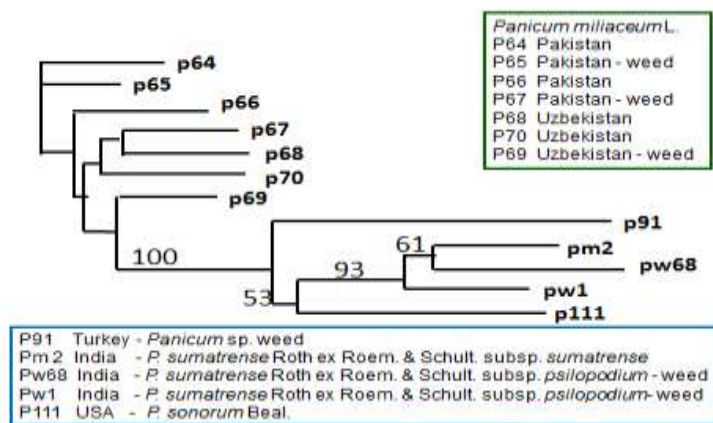 Panicum miliaceum L.
P64 Pakistan
P65 Pakistan - weed
P66 Pakistan
P67 Pakistan - weed
P68 Uzbekistan
P70 Uzbekistan
P69 Uzbekistan - weed
p64
p65
p66
p67
p68
p70
p69
p91
61
pm2
100
93
pw68
pw1
53
p111
P91 Turkey - Panicum sp. weed
Pm2 India - P. sumatrense Roth ex Roem. & Schult. subsp. sumatrense
Pw68 India - P. sumatrense Roth ex Roem. & Schult. subsp. psilopodium - weed
Pw1 India - P. sumatrense Roth ex Roem. & Schult. subsp. psilopodium- weed
P111 USA - P. sonorum Beal.